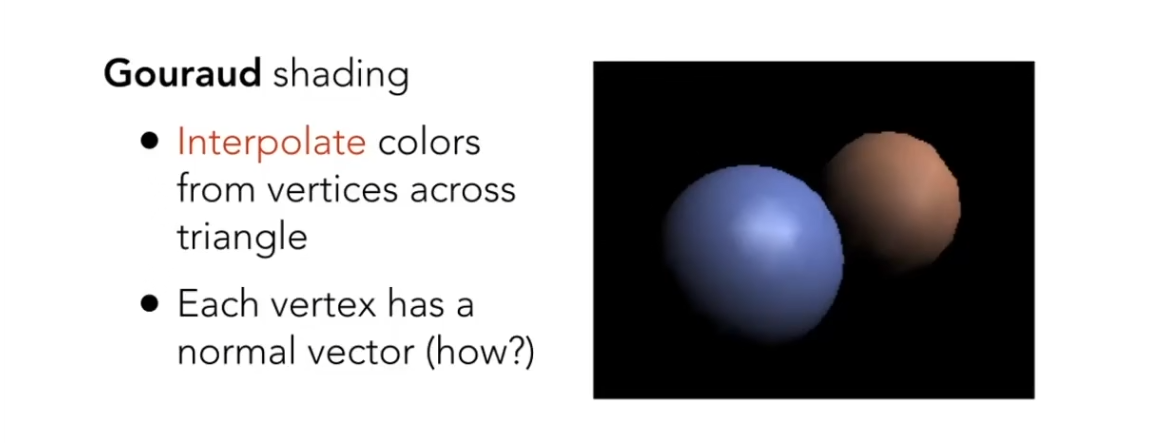 Gouraud shading
● Interpolate colors
from vertices across
triangle
● Each vertex has a
normal vector (how?)